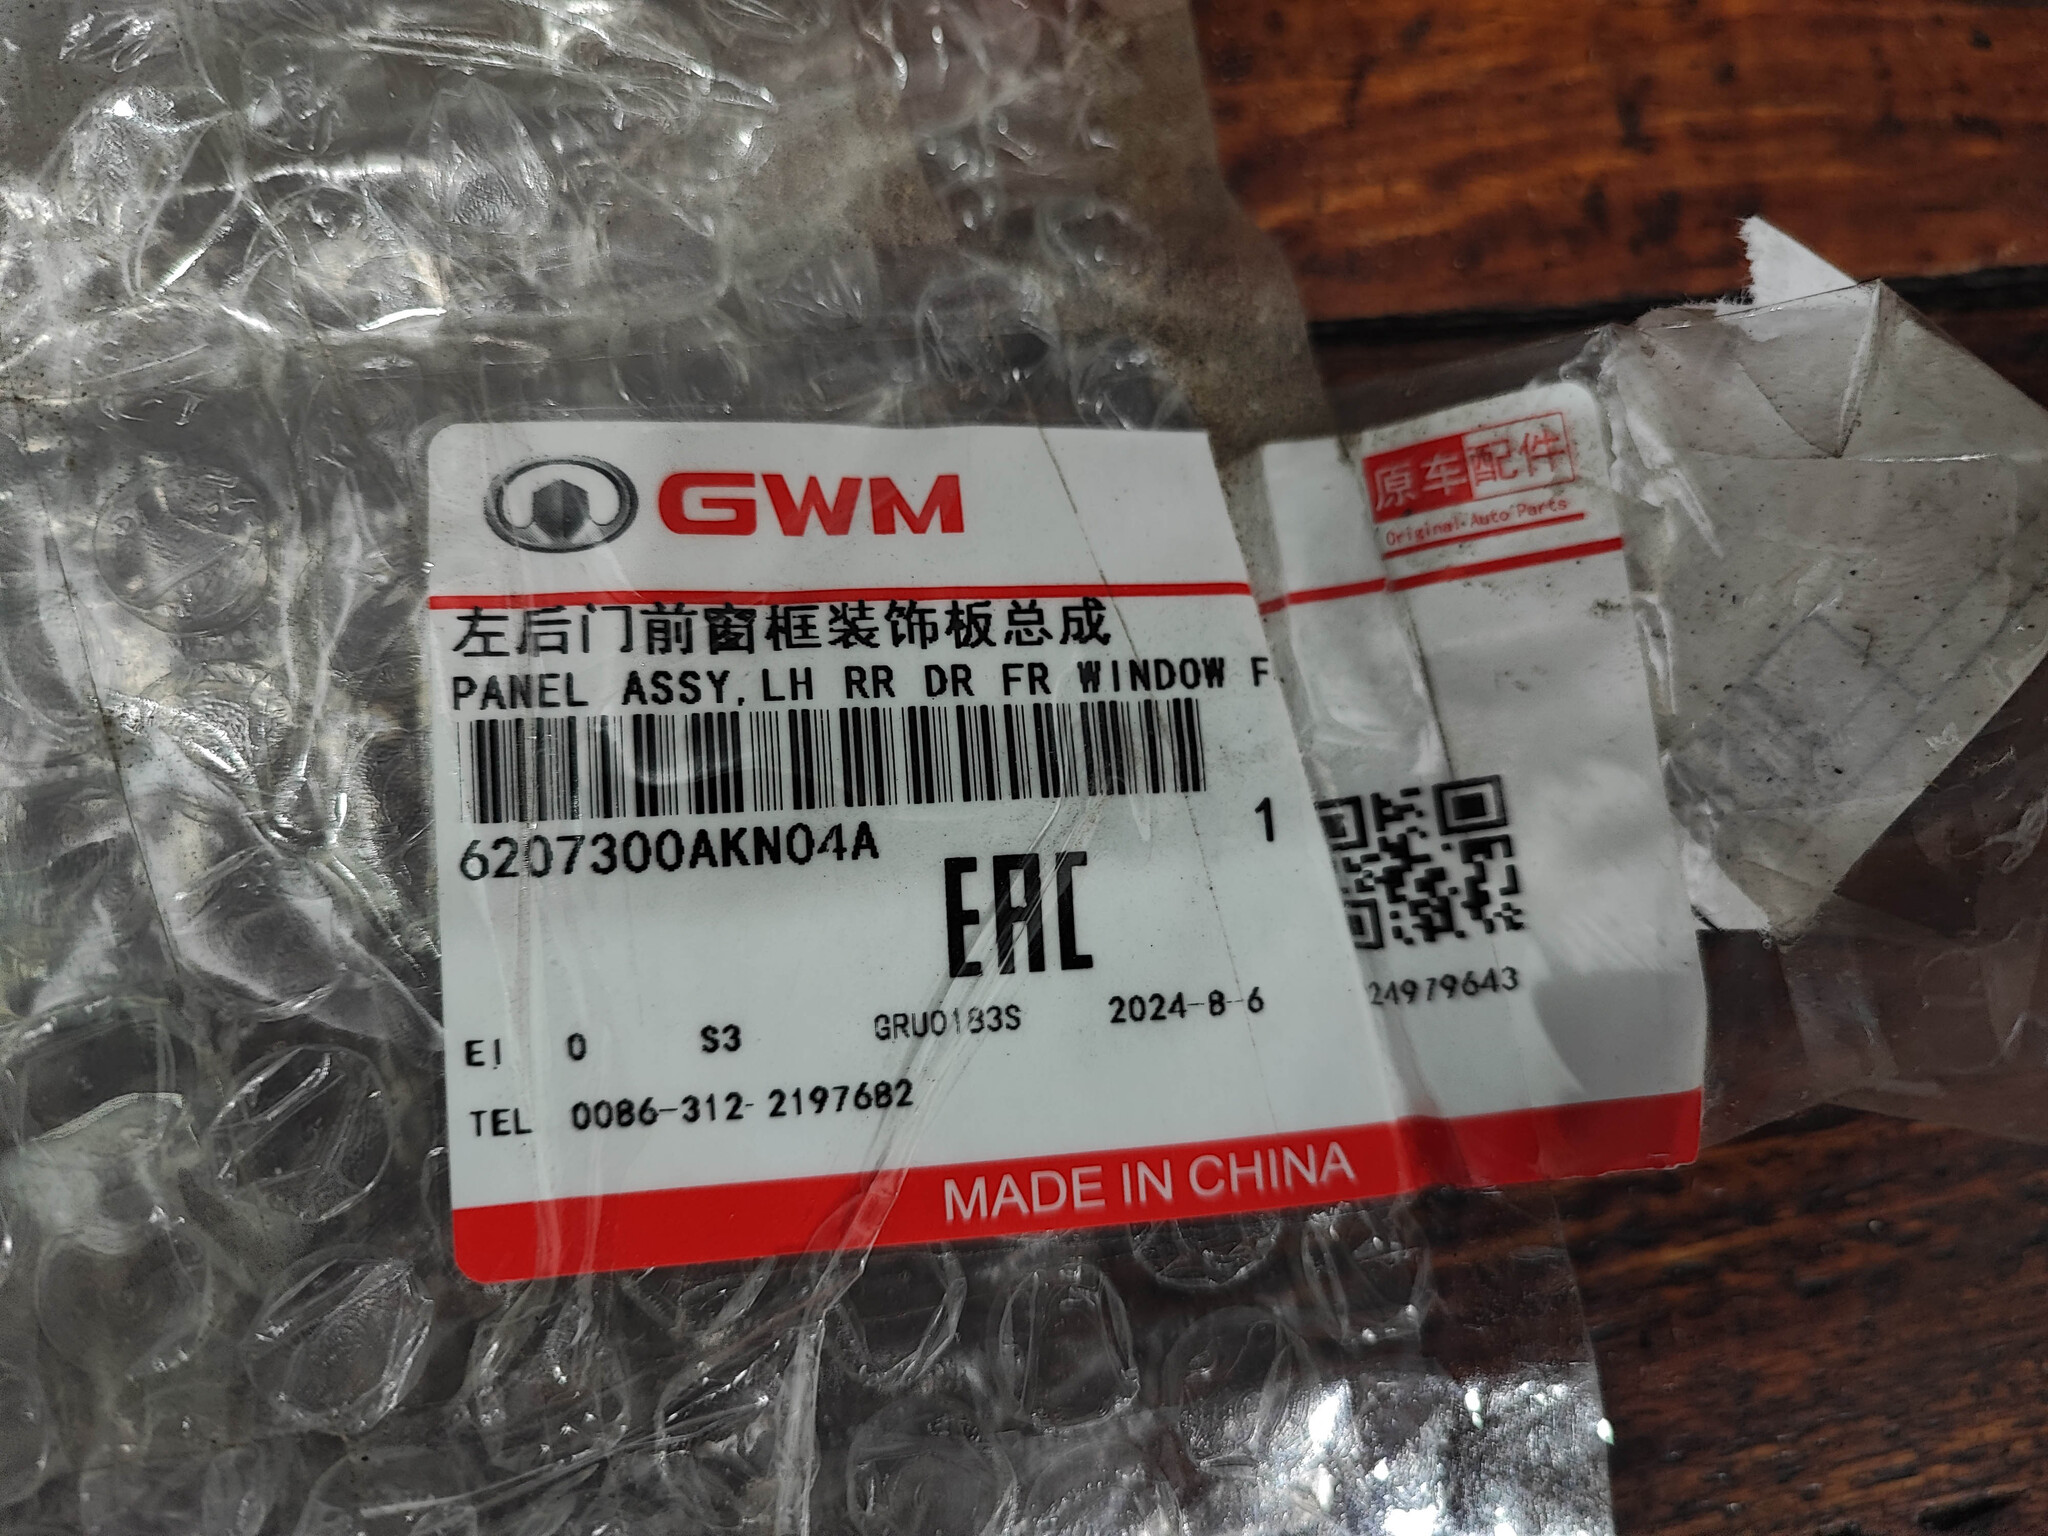 GWM
原车配件
Original Auto Parts
左后门前窗框装饰板总成
PANEL ASSY,LH RR DR FR WINDOW F
6207300AKN04A
1
EAC
EI 0 S3 GRU0183S 2024-8-6
24979643
TEL 0086-312-2197682
MADE IN CHINA